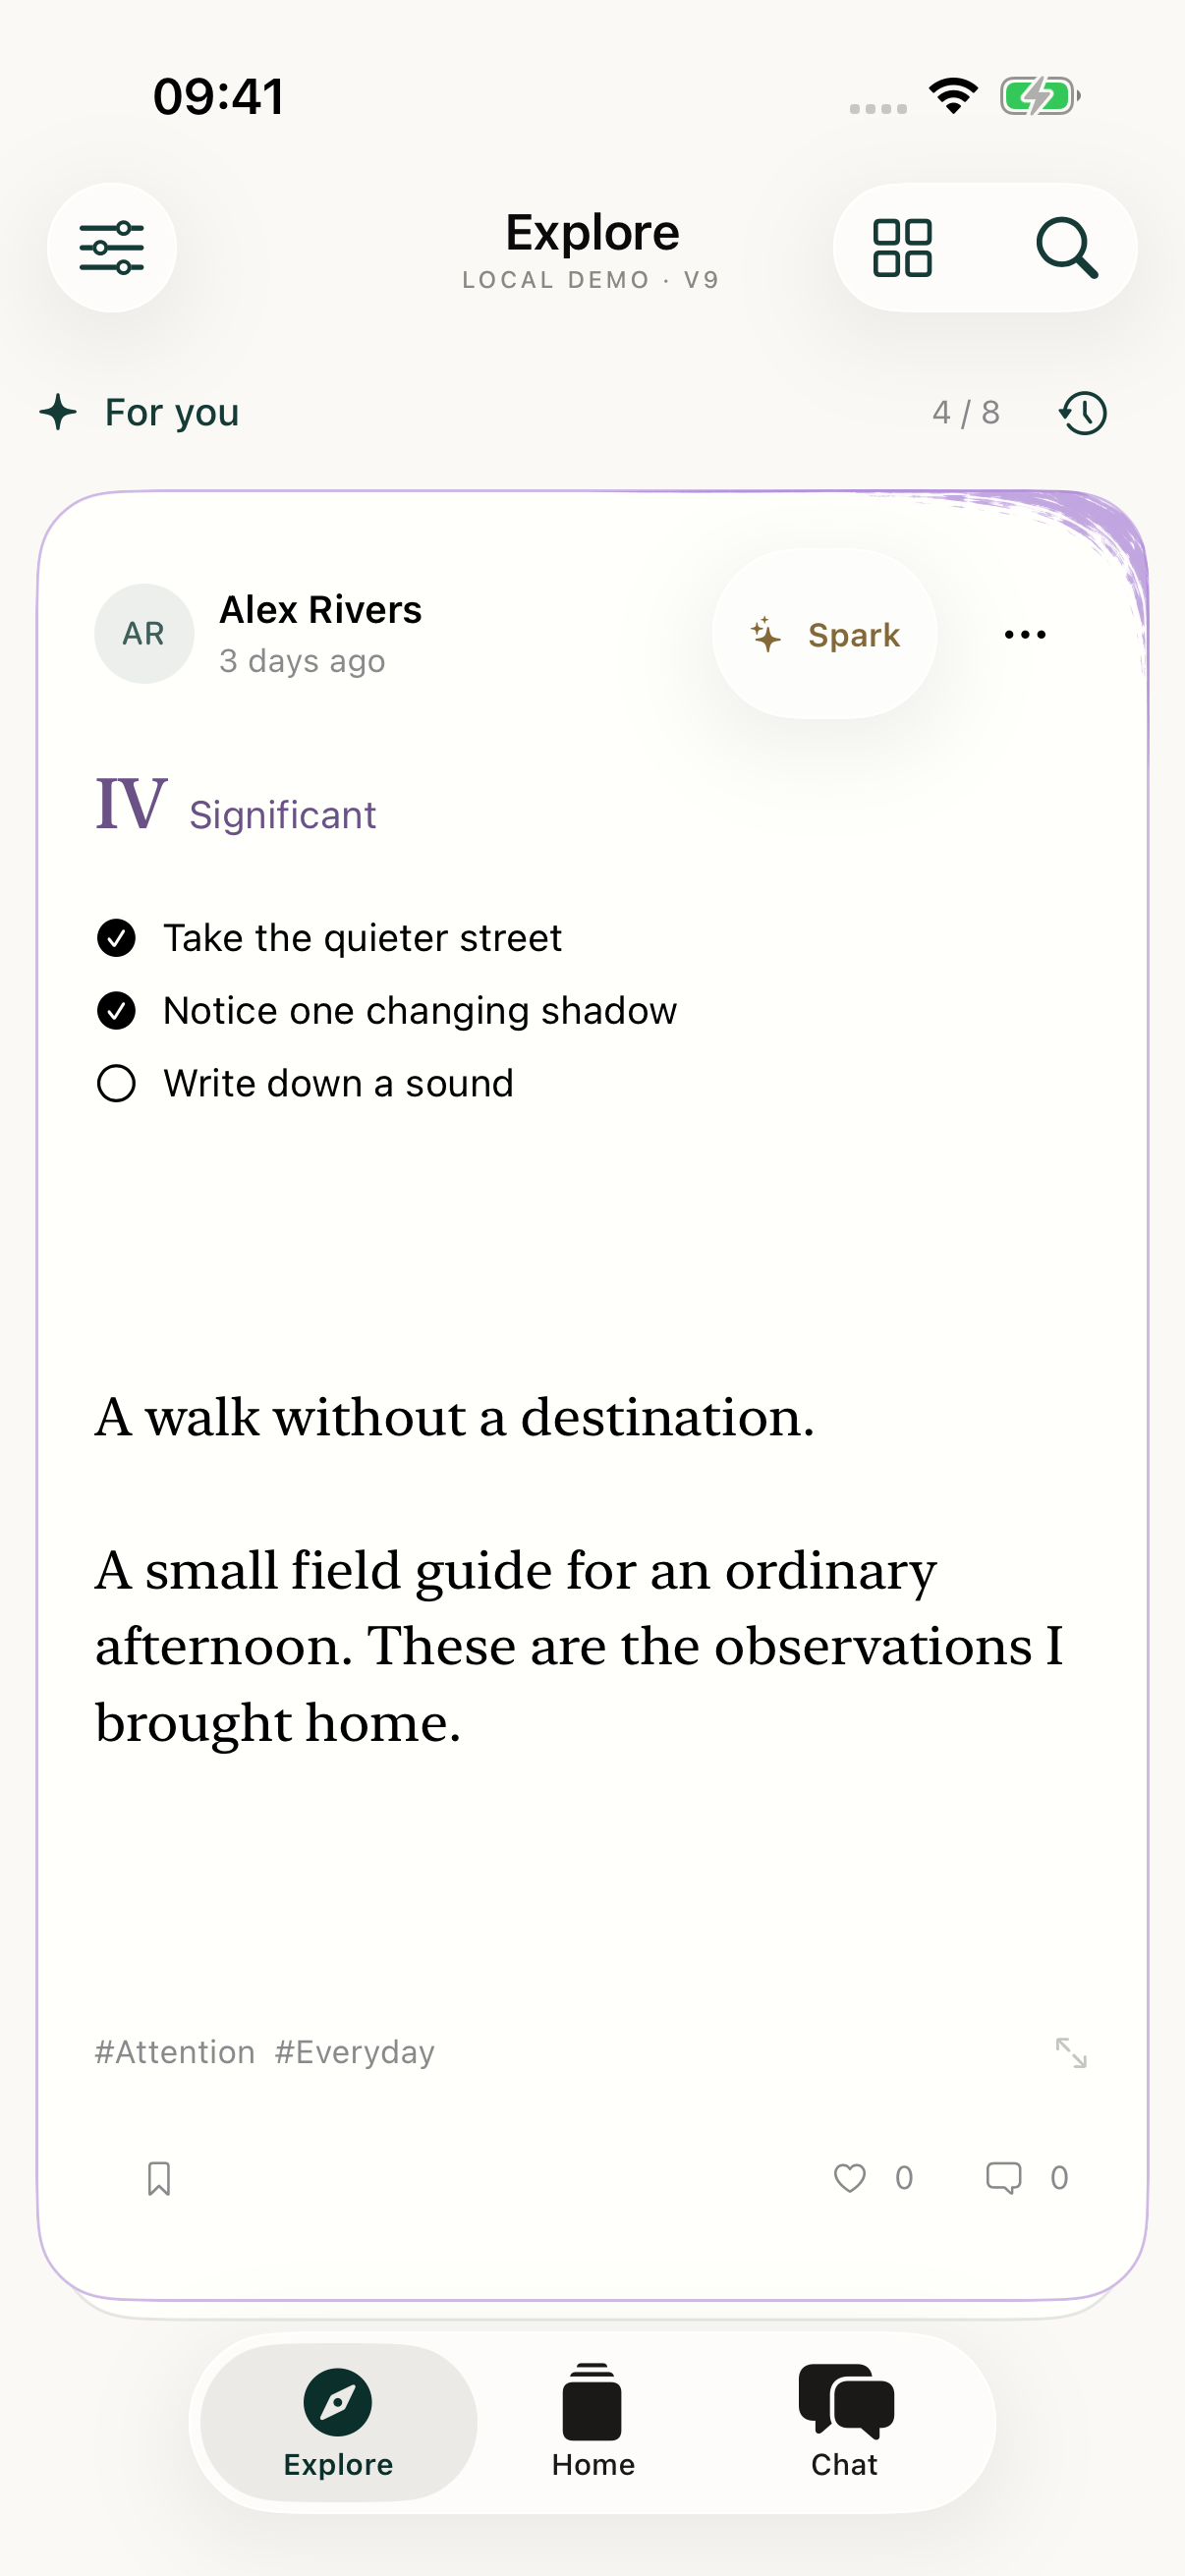 09:41
Explore
LOCAL DEMO · V9
For you
4 / 8
AR
Alex Rivers
3 days ago
Spark
IV Significant
Take the quieter street
Notice one changing shadow
Write down a sound
A walk without a destination.
A small field guide for an ordinary
afternoon. These are the observations I
brought home.
#Attention #Everyday
0
0
Explore
Home
Chat